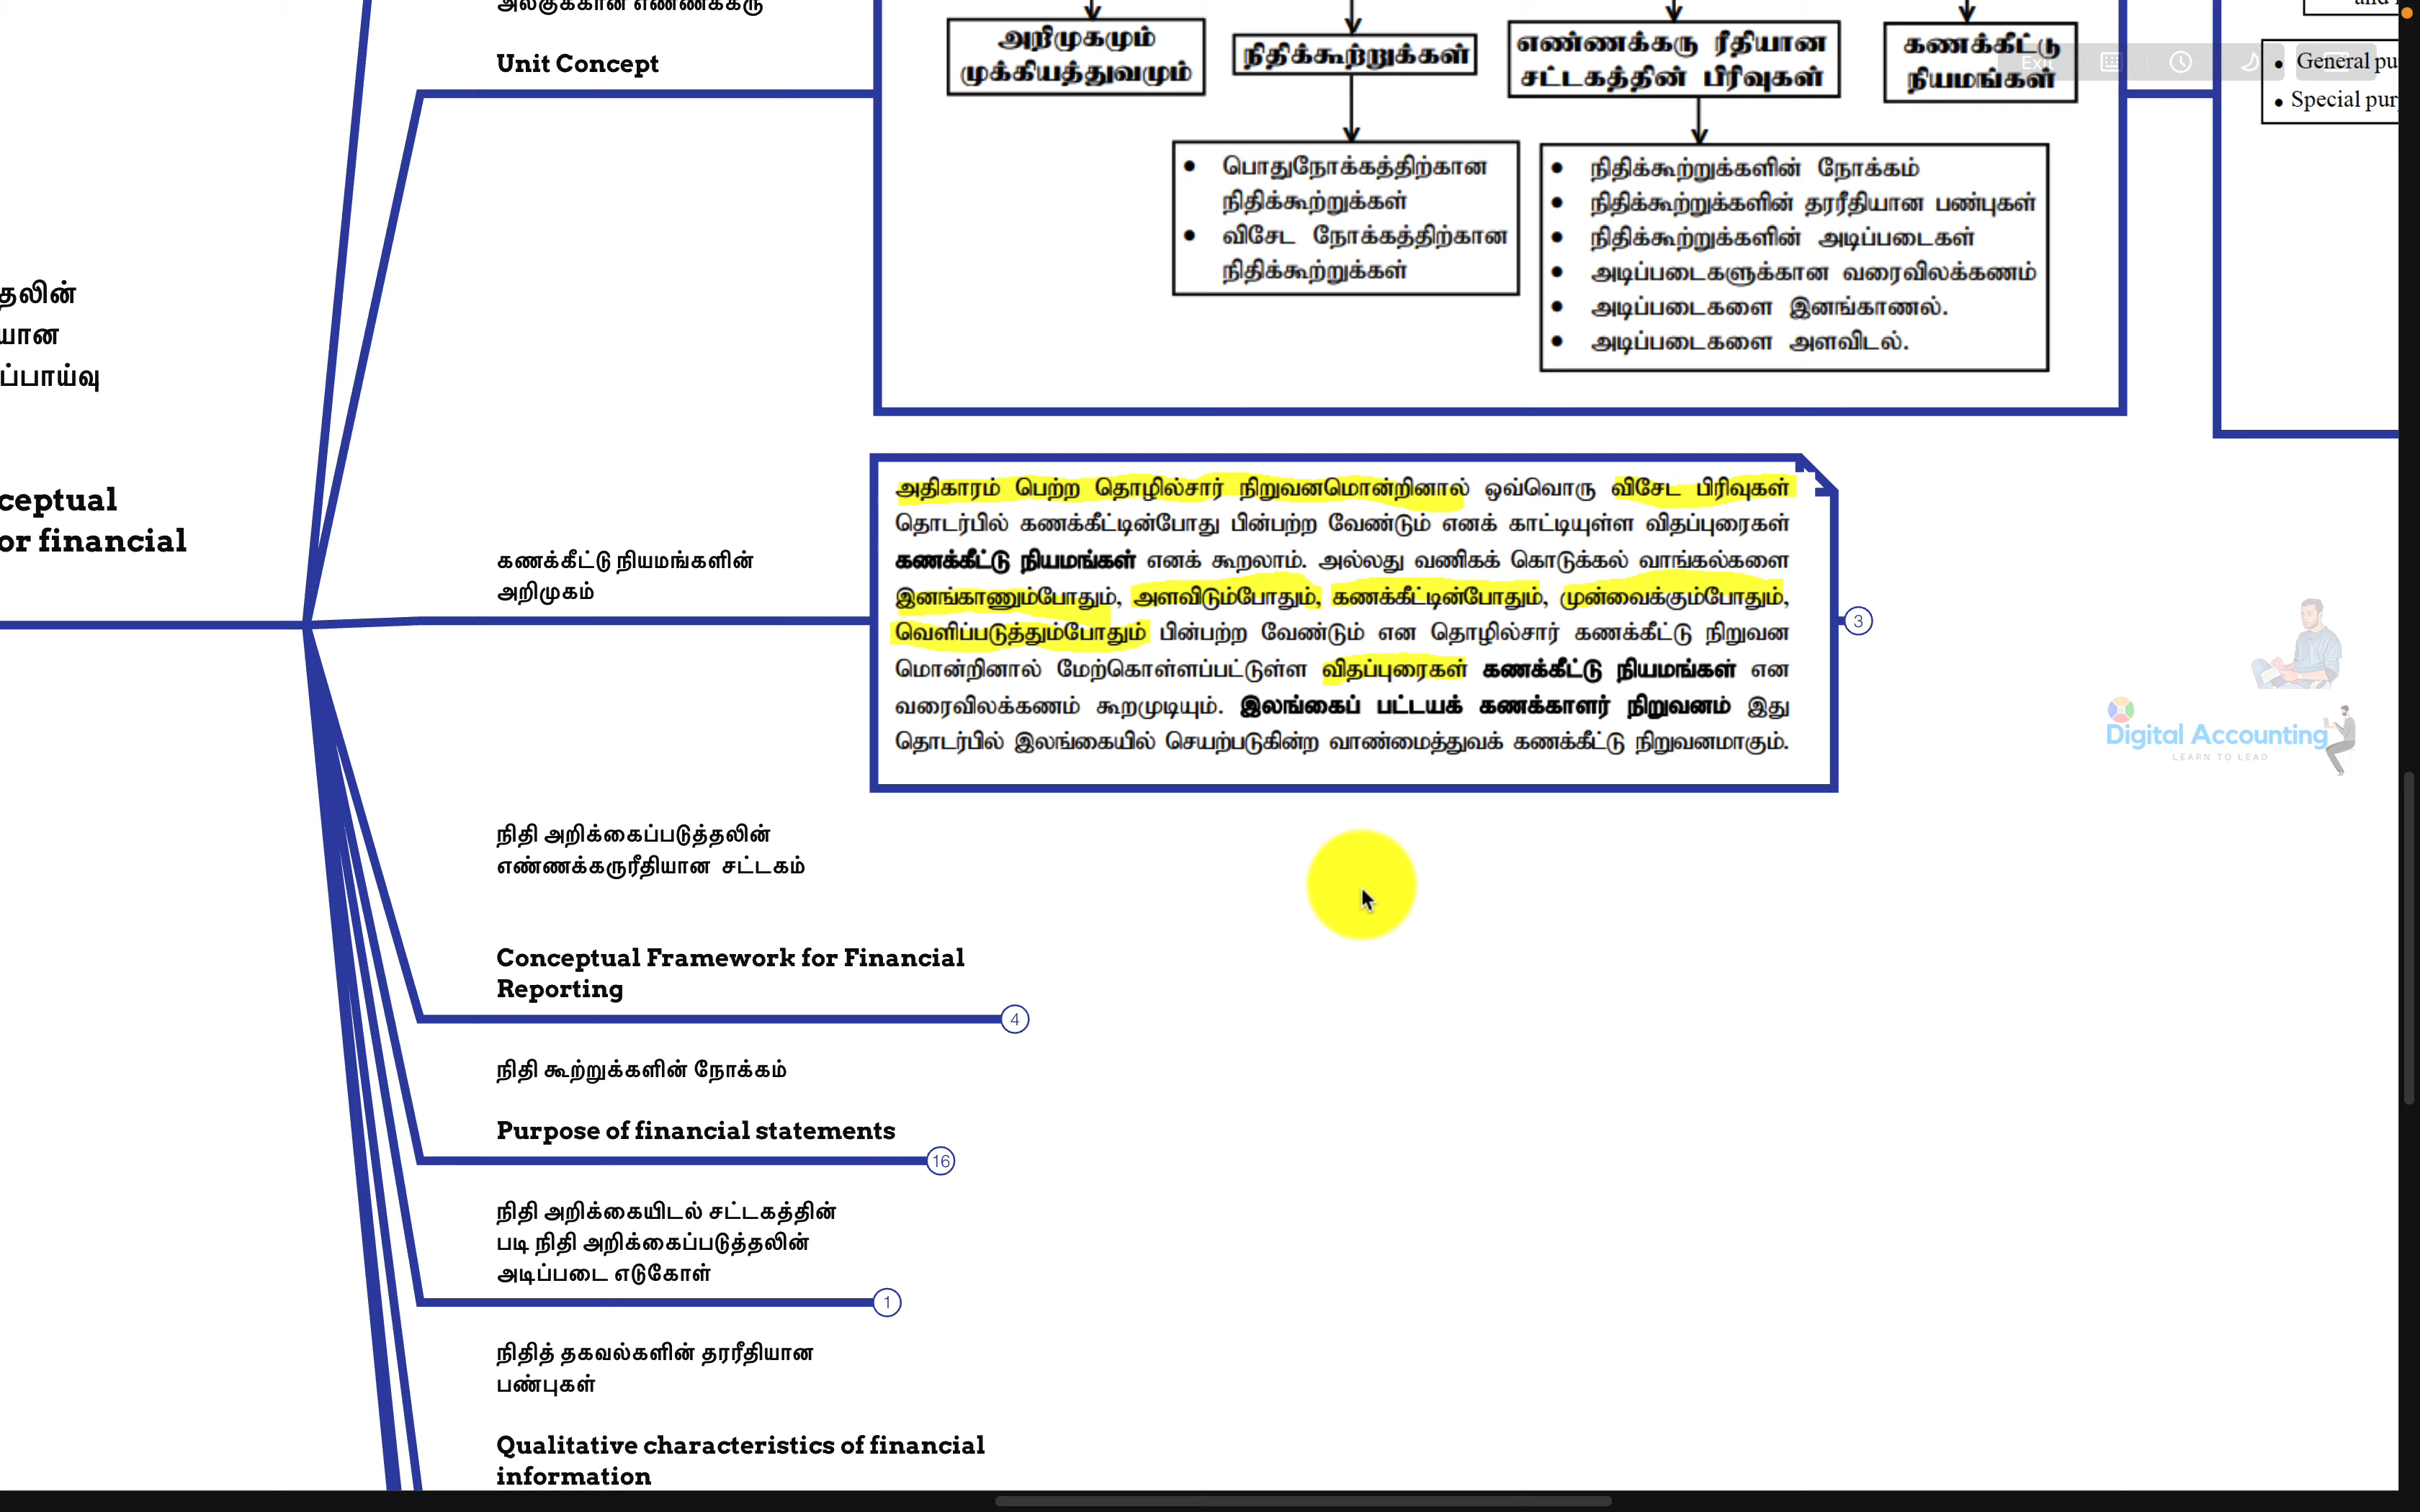 அலகுக்கான எண்ணக்கரு
Unit Concept
அறிமுகமும்
முக்கியத்துவமும்
நிதிக்கூற்றுக்கள்
எண்ணக்கரு ரீதியான
சட்டகத்தின் பிரிவுகள்
கணக்கீட்டு
நியமங்கள்
பொதுநோக்கத்திற்கான
நிதிக்கூற்றுக்கள்
விசேட நோக்கத்திற்கான
நிதிக்கூற்றுக்கள்
நிதிக்கூற்றுக்களின் நோக்கம்
நிதிக்கூற்றுக்களின் தரரீதியான பண்புகள்
நிதிக்கூற்றுக்களின் அடிப்படைகள்
அடிப்படைகளுக்கான வரைவிலக்கணம்
அடிப்படைகளை இனங்காணல்.
அடிப்படைகளை அளவிடல்.
Exit
General pu
Special pur
தலின்
யான
ப்பாய்வு
ceptual
or financial
கணக்கீட்டு நியமங்களின்
அறிமுகம்
அதிகாரம் பெற்ற தொழில்சார் நிறுவனமொன்றினால் ஒவ்வொரு விசேட பிரிவுகள்
தொடர்பில் கணக்கீட்டின்போது பின்பற்ற வேண்டும் எனக் காட்டியுள்ள விதப்புரைகள்
கணக்கீட்டு நியமங்கள் எனக் கூறலாம். அல்லது வணிகக் கொடுக்கல் வாங்கல்களை
இனங்காணும்போதும், அளவிடும்போதும், கணக்கீட்டின்போதும், முன்வைக்கும்போதும்,
வெளிப்படுத்தும்போதும் பின்பற்ற வேண்டும் என தொழில்சார் கணக்கீட்டு நிறுவன
மொன்றினால் மேற்கொள்ளப்பட்டுள்ள விதப்புரைகள் கணக்கீட்டு நியமங்கள் என
வரைவிலக்கணம் கூறமுடியும். இலங்கைப் பட்டயக் கணக்காளர் நிறுவனம் இது
தொடர்பில் இலங்கையில் செயற்படுகின்ற வாண்மைத்துவக் கணக்கீட்டு நிறுவனமாகும்.
3
Digital Accounting
LEARN TO LEAD
நிதி அறிக்கைப்படுத்தலின்
எண்ணக்கருரீதியான சட்டகம்
Conceptual Framework for Financial
Reporting
4
நிதி கூற்றுக்களின் நோக்கம்
Purpose of financial statements
16
நிதி அறிக்கையிடல் சட்டகத்தின்
படி நிதி அறிக்கைப்படுத்தலின்
அடிப்படை எடுகோள்
1
நிதித் தகவல்களின் தரரீதியான
பண்புகள்
Qualitative characteristics of financial
information